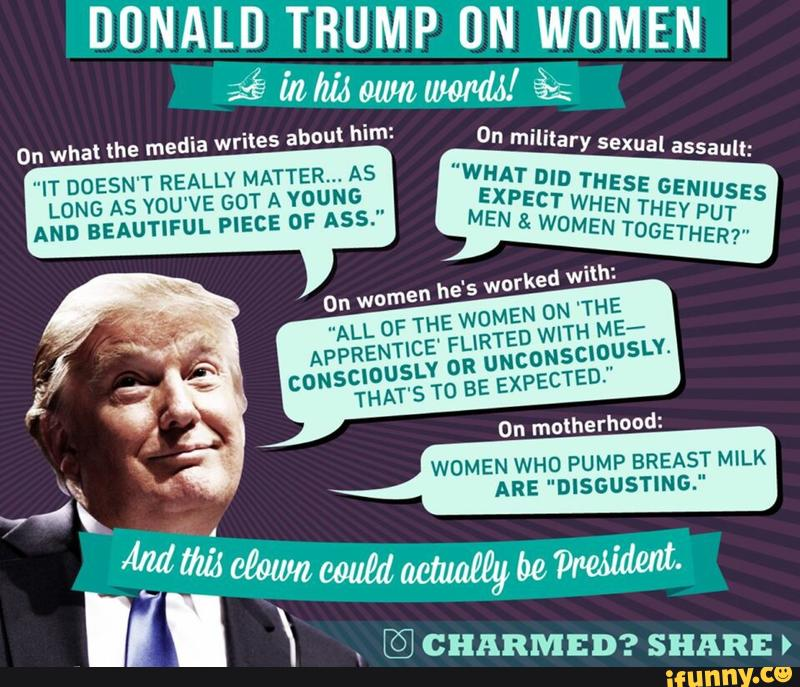 DONALD TRUMP ON WOMEN
in his own words!
On what the media writes about him:
"IT DOESN'T REALLY MATTER... AS
LONG AS YOU'VE GOT A YOUNG
AND BEAUTIFUL PIECE OF ASS."
On military sexual assault:
"WHAT DID THESE GENIUSES
EXPECT WHEN THEY PUT
MEN & WOMEN TOGETHER?"
On women he's worked with:
"ALL OF THE WOMEN ON 'THE
APPRENTICE' FLIRTED WITH ME—
CONSCIOUSLY OR UNCONSCIOUSLY.
THAT'S TO BE EXPECTED."
On motherhood:
WOMEN WHO PUMP BREAST MILK
ARE "DISGUSTING."
And this clown could actually be President.
CHARMED? SHARE
ifunny.co